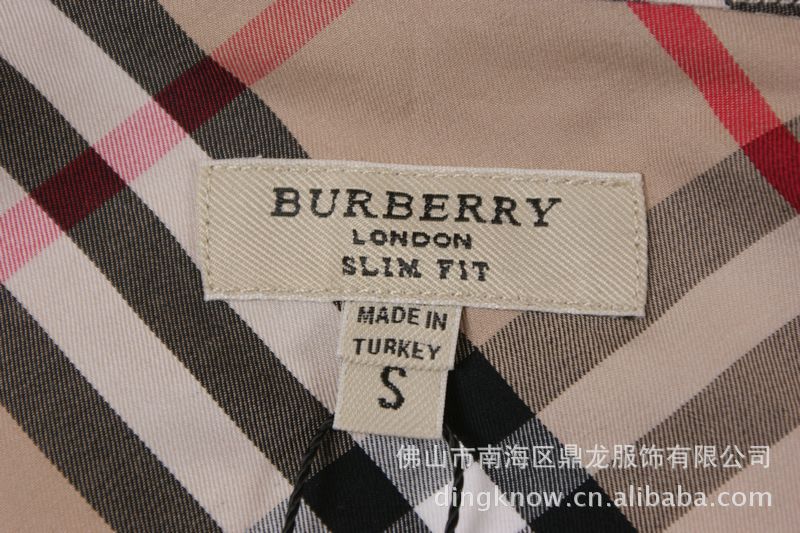 BURBERRY
LONDON
SLIM FIT
MADE IN
TURKEY
S
佛山市南海区鼎龙服饰有限公司
dingknow.cn.alibaba.com